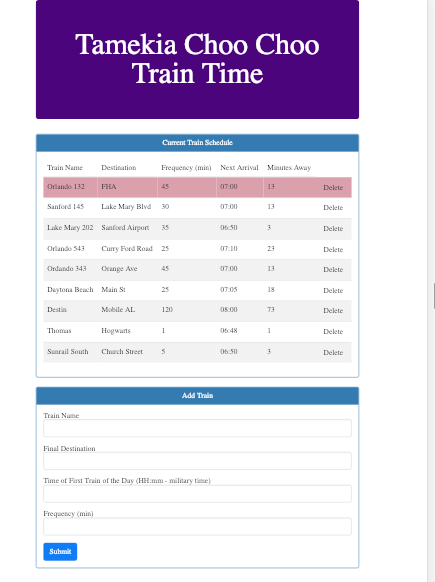 Tamekia Choo Choo
Train Time
Current Train Schedule
Train Name Destination Frequency (min) Next Arrival Minutes Away
Orlando 132 FHA 45 07:00 13 Delete
Sanford 145 Lake Mary Blvd 30 07:00 13 Delete
Lake Mary 202 Sanford Airport 35 06:50 3 Delete
Orlando 543 Curry Ford Road 25 07:10 23 Delete
Ordando 343 Orange Ave 45 07:00 13 Delete
Daytona Beach Main St 25 07:05 18 Delete
Destin Mobile AL 120 08:00 73 Delete
Thomas Hogwarts 1 06:48 1 Delete
Sunrail South Church Street 5 06:50 3 Delete
Add Train
Train Name
Final Destination
Time of First Train of the Day (HH:mm - military time)
Frequency (min)
Submit